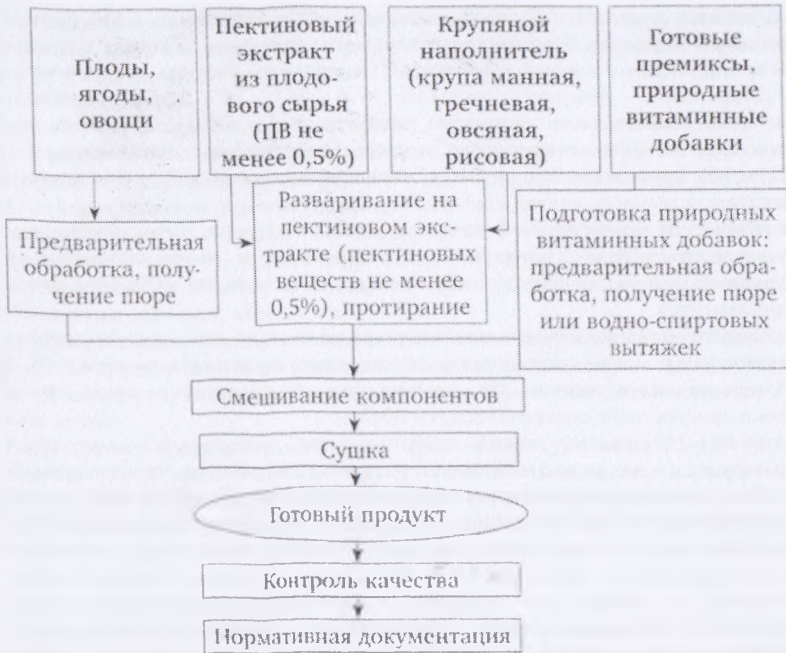 Плоды,
ягоды,
овощи
Пектиновый
экстракт
из плодо-
вого сырья
(ПВ не
менее 0,5%)
Крупяной
наполнитель
(крупа манная,
гречневая,
овсяная,
рисовая)
Готовые
премиксы,
природные
витаминные
добавки
Предварительная
обработка, полу-
чение пюре
Разваривание на
пектиновом экс-
тракте (пектиновых
веществ не менее
0,5%), протирание
Подготовка природных
витаминных добавок:
предварительная обра-
ботка, получение пюре
или водно-спиртовых
вытяжек
Смешивание компонентов
Сушка
Готовый продукт
Контроль качества
Нормативная документация